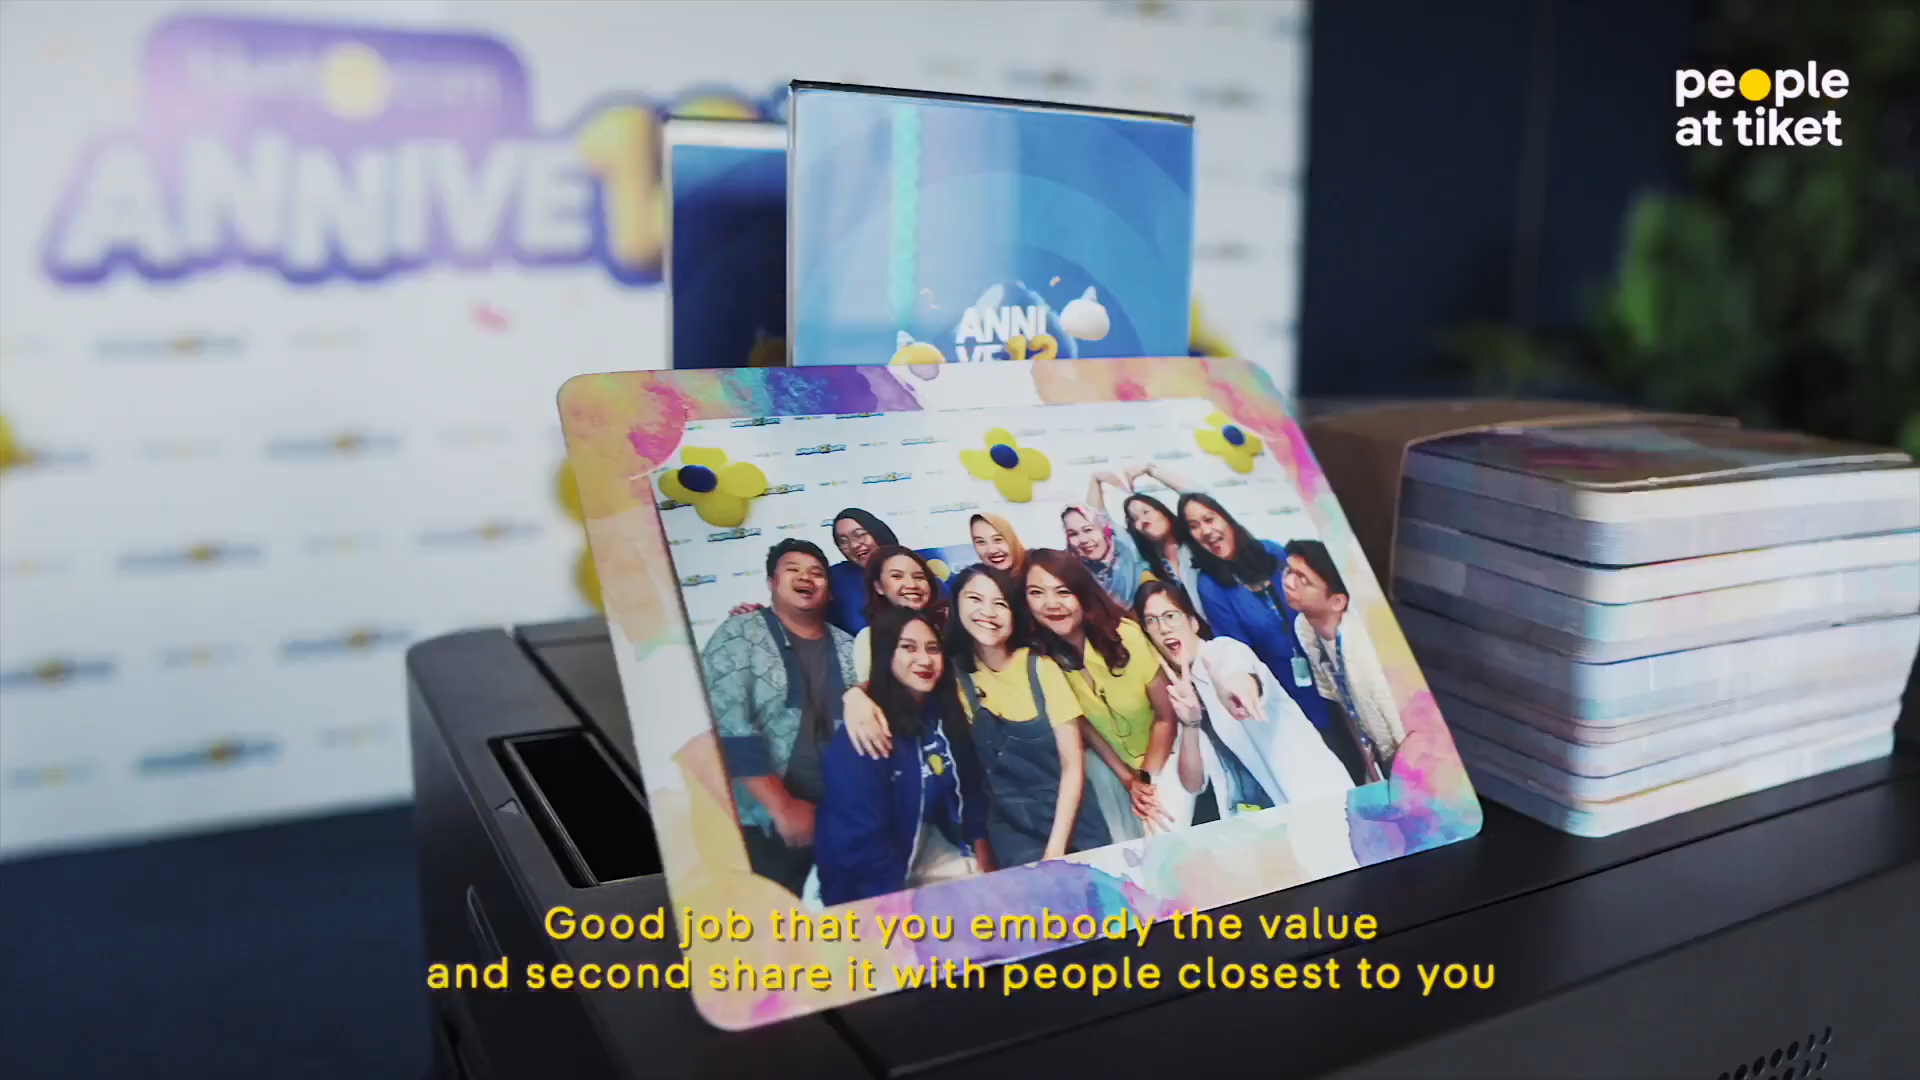 people
at tiket
ANNIVE
ANNI
VE 12
Good job that you embody the value
and second share it with people closest to you